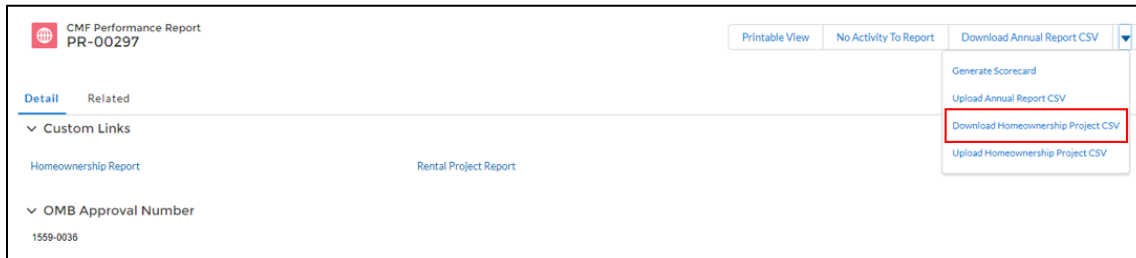 CMF Performance Report
PR-00297
Printable View No Activity To Report Download Annual Report CSV
Generate Scorecard
Upload Annual Report CSV
Download Homeownership Project CSV
Upload Homeownership Project CSV
Detail Related
Custom Links
Homeownership Report Rental Project Report
OMB Approval Number
1559-0036